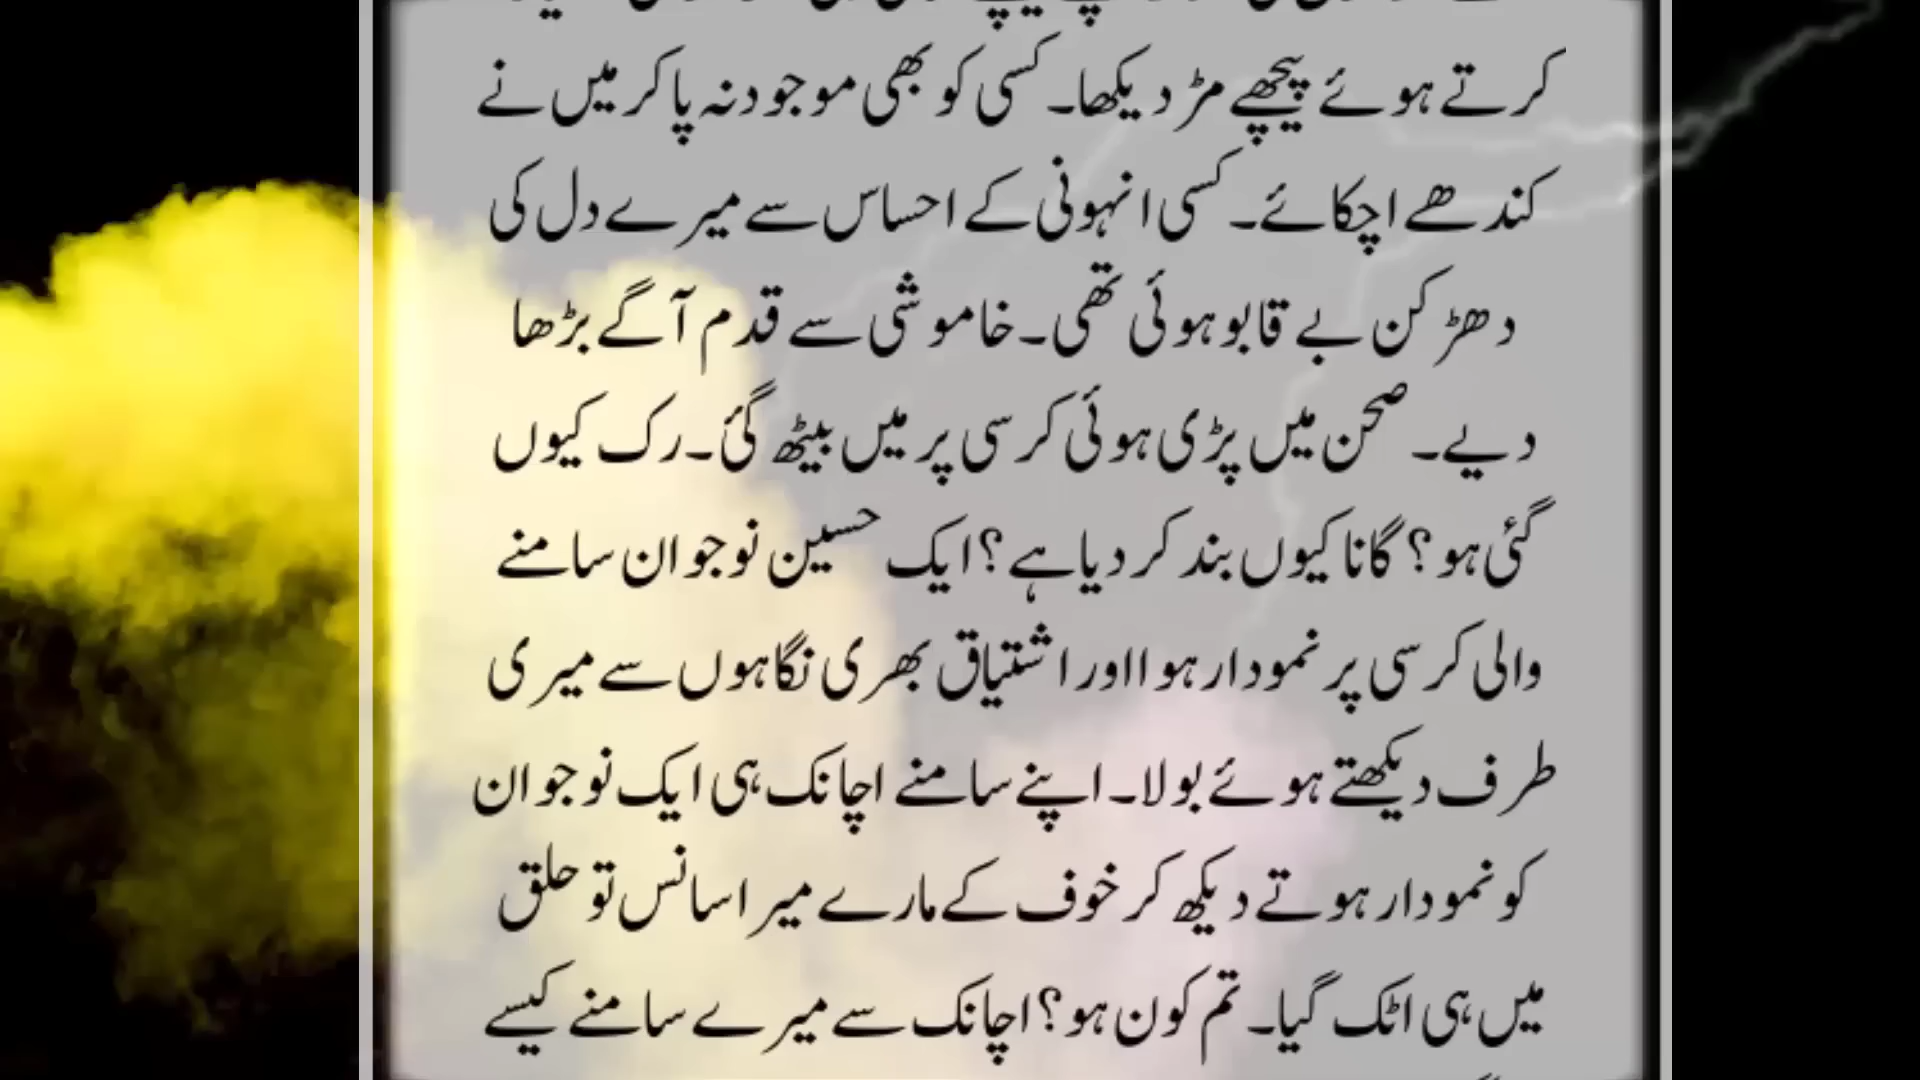 کرتے ہوئے پیچھے مڑ دیکھا۔ کسی کو بھی موجود نہ پا کر میں نے
کندھے اچکائے۔ کسی انہونی کے احساس سے میرے دل کی
دھڑکن بے قابو ہوئی تھی۔ خاموشی سے قدم آگے بڑھا
دیے۔ صحن میں پڑی ہوئی کرسی پر میں بیٹھ گئ۔ رک کیوں
گئی ہو؟ گانا کیوں بند کر دیا ہے؟ ایک حسین نوجوان سامنے
والی کرسی پر نمودار ہوا اور اشتیاق بھری نگاہوں سے میری
طرف دیکھتے ہوئے بولا۔ اپنے سامنے اچانک ہی ایک نوجوان
کو نمودار ہوتے دیکھ کر خوف کے مارے میرا سانس تو حلق
میں ہی اٹک گیا۔ تم کون ہو؟ اچانک سے میرے سامنے کیسے